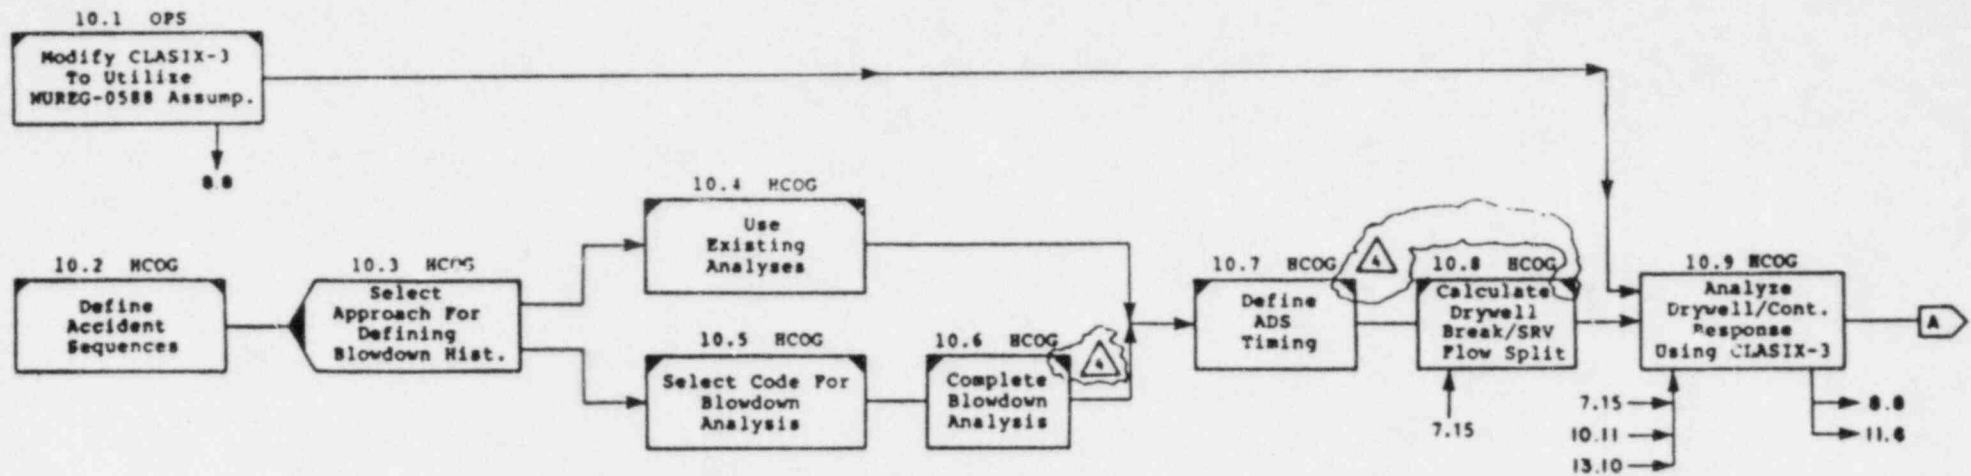 10.1 OPS
Modify CLASIX-3
To Utilize
NUREG-0588 Assump.
8.8
10.2 HCOG
Define
Accident
Sequences
10.3 HCOG
Select
Approach For
Defining
Blowdown Hist.
10.4 HCOG
Use
Existing
Analyses
10.5 HCOG
Select Code For
Blowdown
Analysis
10.6 HCOG
4
Complete
Blowdown
Analysis
10.7 HCOG
Define
ADS
Timing
4
10.8 HCOG
Calculate
Drywell
Break/SRV
Flow Split
7.15
10.9 HCOG
Analyze
Drywell/Cont.
Response
Using CLASIX-3
A
7.15
10.11
13.10
8.8
11.6